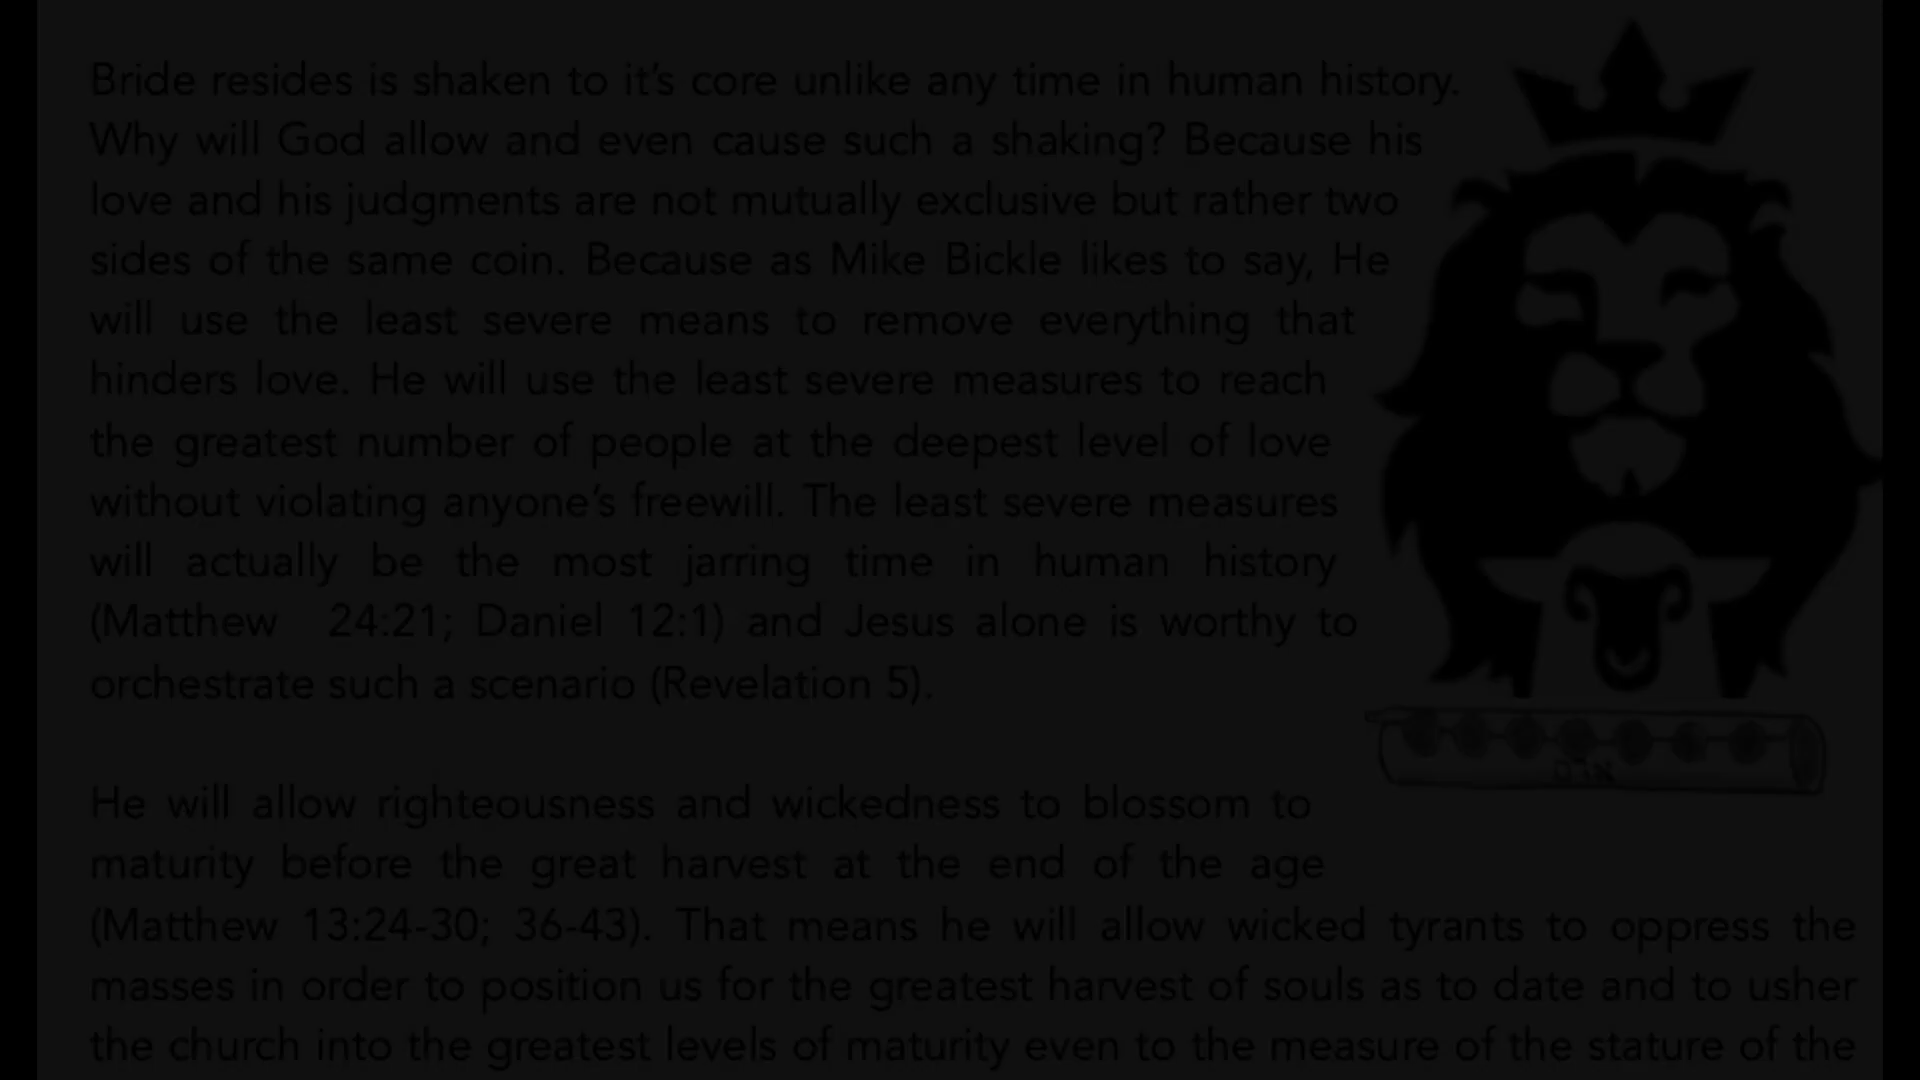 Bride resides is shaken to it’s core unlike any time in human history.
Why will God allow and even cause such a shaking? Because his
love and his judgments are not mutually exclusive but rather two
sides of the same coin. Because as Mike Bickle likes to say, He
will use the least severe means to remove everything that
hinders love. He will use the least severe measures to reach
the greatest number of people at the deepest level of love
without violating anyone’s freewill. The least severe measures
will actually be the most jarring time in human history
(Matthew 24:21; Daniel 12:1) and Jesus alone is worthy to
orchestrate such a scenario (Revelation 5).
He will allow righteousness and wickedness to blossom to
maturity before the great harvest at the end of the age
(Matthew 13:24-30; 36-43). That means he will allow wicked tyrants to oppress the
masses in order to position us for the greatest harvest of souls as to date and to usher
the church into the greatest levels of maturity even to the measure of the stature of the